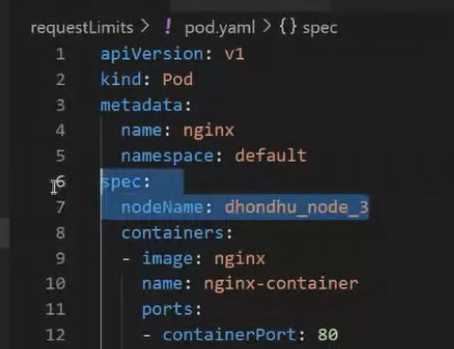 requestLimits > ! pod.yaml > {} spec
1 apiVersion: v1
2 kind: Pod
3 metadata:
4   name: nginx
5   namespace: default
6 spec:
7   nodeName: dhondhu_node_3
8   containers:
9   - image: nginx
10     name: nginx-container
11     ports:
12     - containerPort: 80